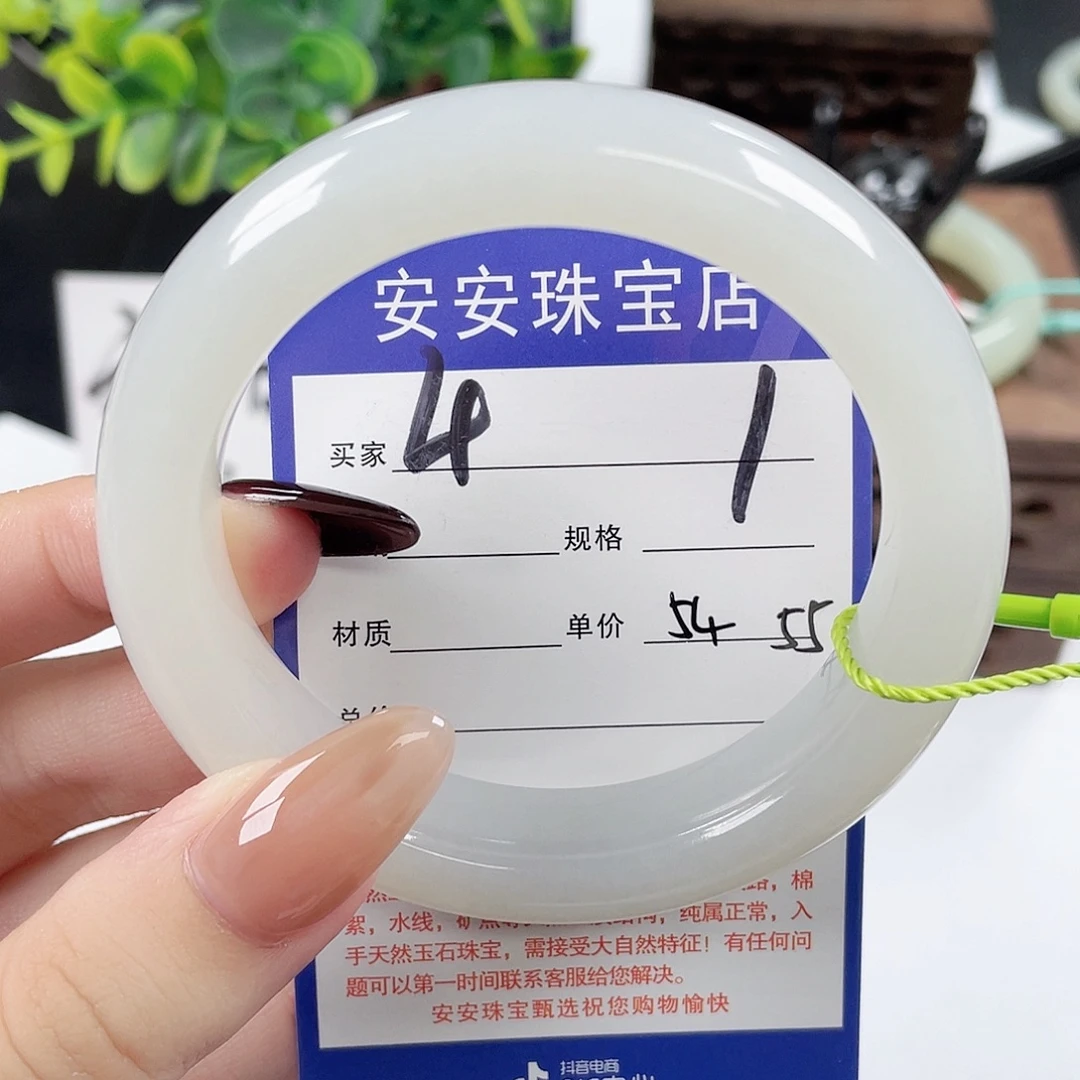 安安珠宝店
买家 4 1
规格
材质 单价 54 55
棉
絮，水线，纯属正常，入
手天然玉石珠宝，需接受大自然特征！有任何问
题可以第一时间联系客服给您解决。
安安珠宝甄选祝您购物愉快
抖音电商